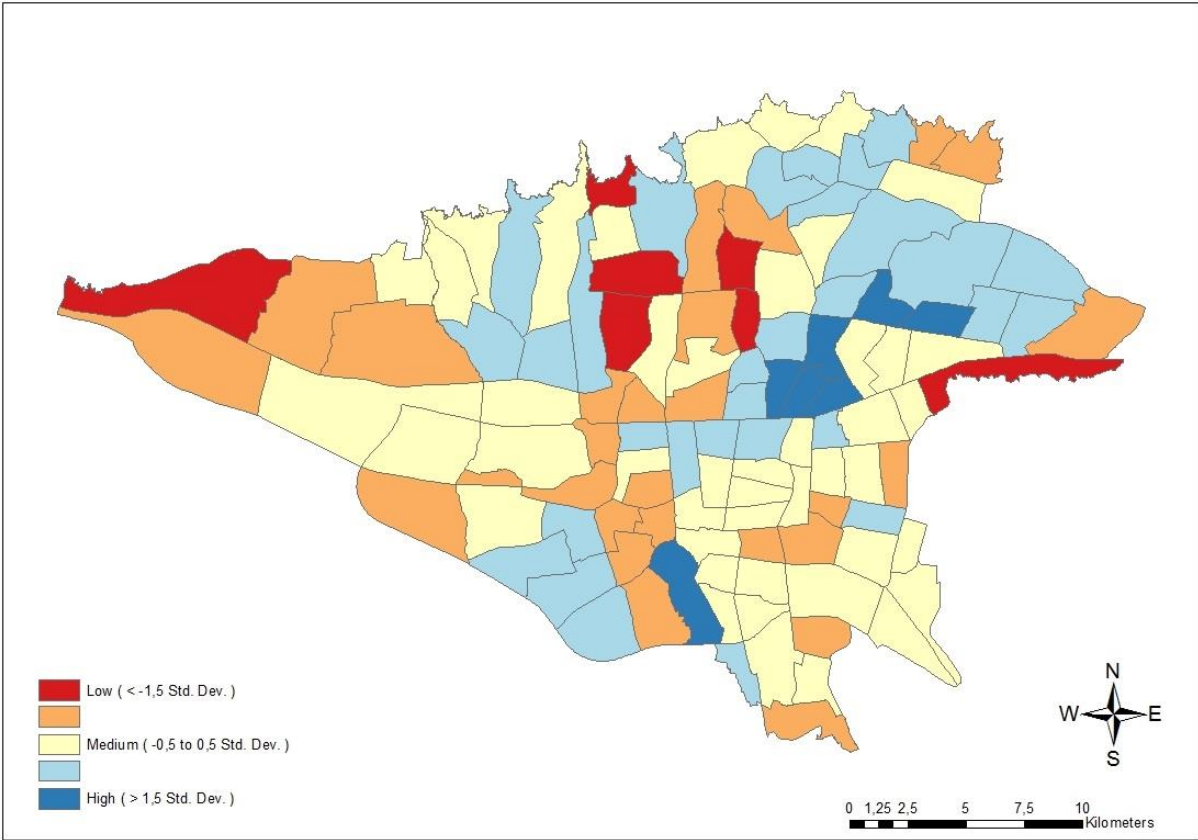 Low ( < -1,5 Std. Dev. )
Medium ( -0,5 to 0,5 Std. Dev. )
High ( > 1,5 Std. Dev. )
N
W E
S
0 1,25 2,5 5 7,5 10
Kilometers